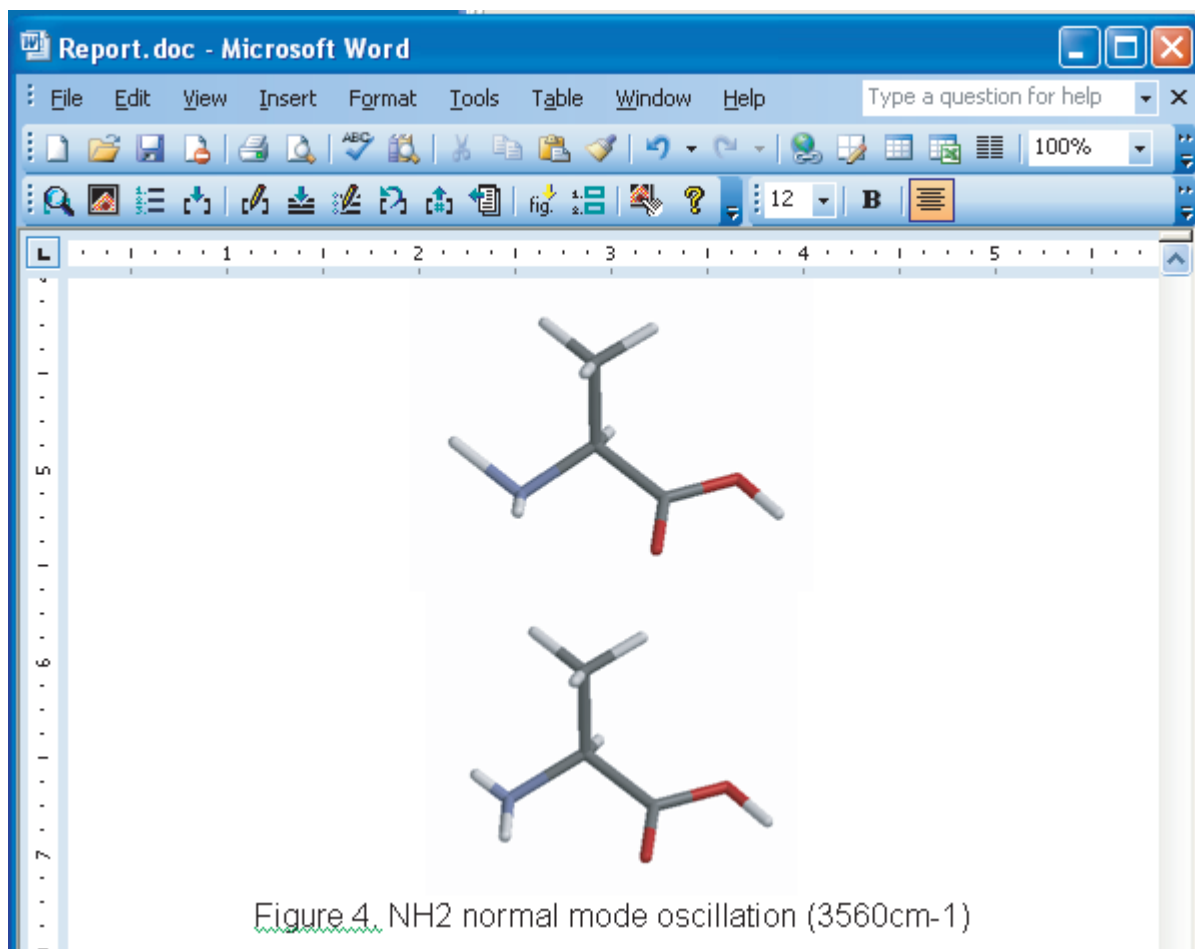 Report.doc - Microsoft Word
File Edit View Insert Format Tools Table Window Help Type a question for help
ABC 100%
fig. 12 B
L 1 2 3 4 5
5
6
7
Figure 4. NH2 normal mode oscillation (3560cm-1)